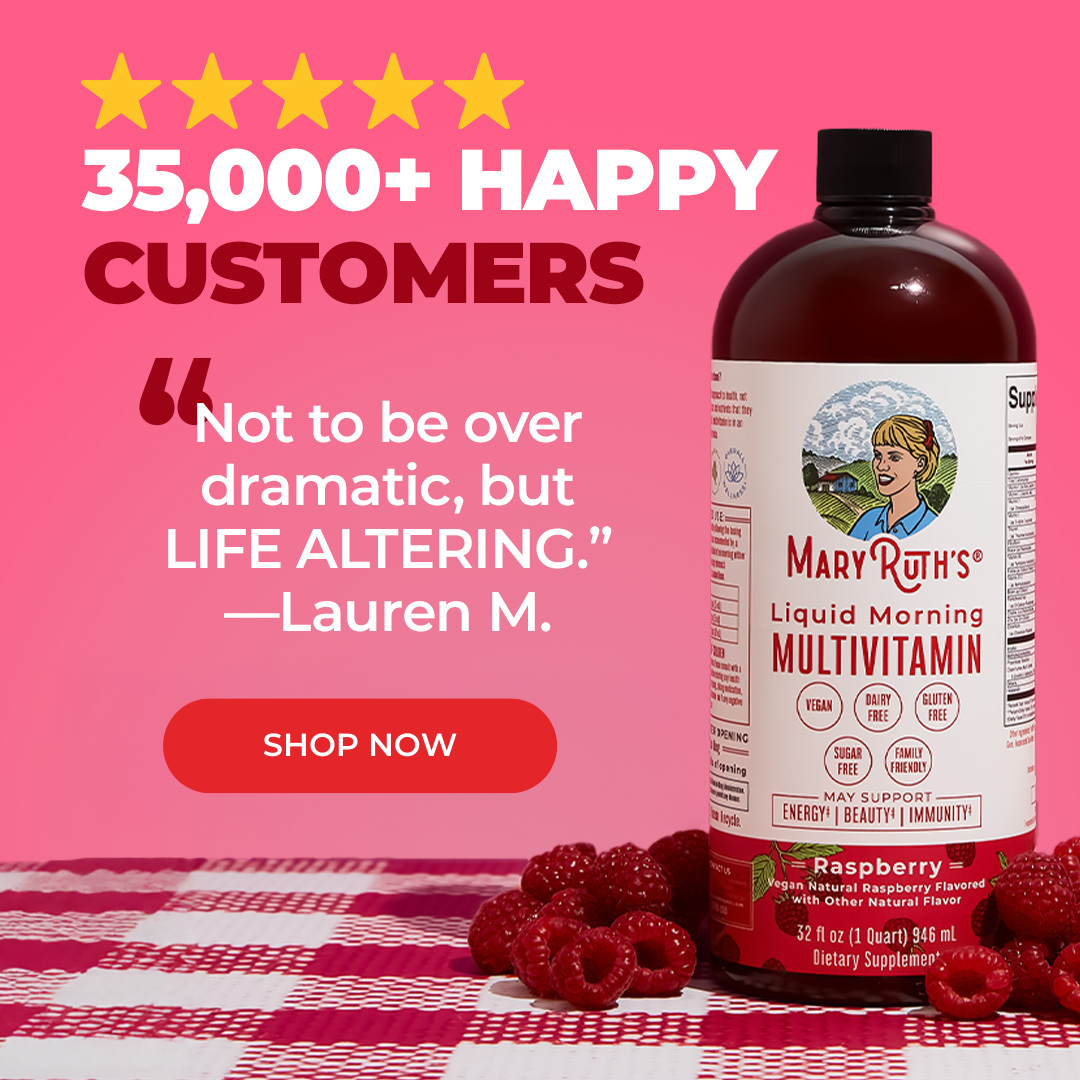 35,000+ HAPPY
CUSTOMERS
“Not to be over
dramatic, but
LIFE ALTERING.”
—Lauren M.
SHOP NOW
MARY RUTH'S®
Liquid Morning
MULTIVITAMIN
VEGAN
DAIRY
FREE
GLUTEN
FREE
SUGAR
FREE
FAMILY
FRIENDLY
MAY SUPPORT
ENERGY‡ | BEAUTY‡ | IMMUNITY‡
Raspberry
Vegan Natural Raspberry Flavored
with Other Natural Flavor
32 fl oz (1 Quart) 946 mL
Dietary Supplement